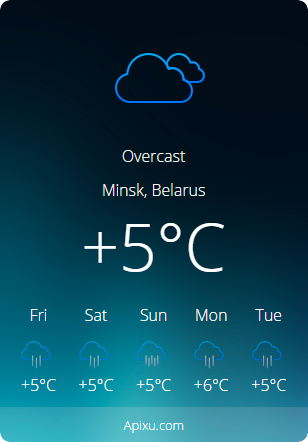 Overcast
Minsk, Belarus
+5°C
Fri Sat Sun Mon Tue
+5°C +5°C +5°C +6°C +5°C
Apixu.com